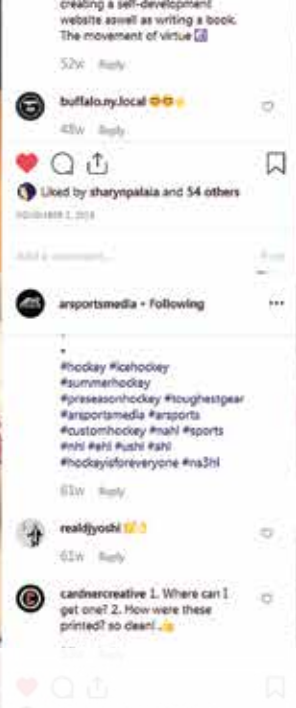 creating a self-development
website aswell as writing a book.
The movement of virtue
52w Reply
buffalo.ny.local
48w Reply
Liked by sharynpalaia and 54 others
Add a comment...
arsportsmedia • Following
#hockey #icehockey
#summerhockey
#preseasonhockey #toughestgear
#arsportsmedia #arsports
#customhockey #nahl #sports
#nhl #ehl #ushl #ahl
#hockeyisforeveryone #na3hl
61w Reply
realdjyoshi 💯👌
61w Reply
cardnercreative 1. Where can I
get one? 2. How were these
printed? so clean!